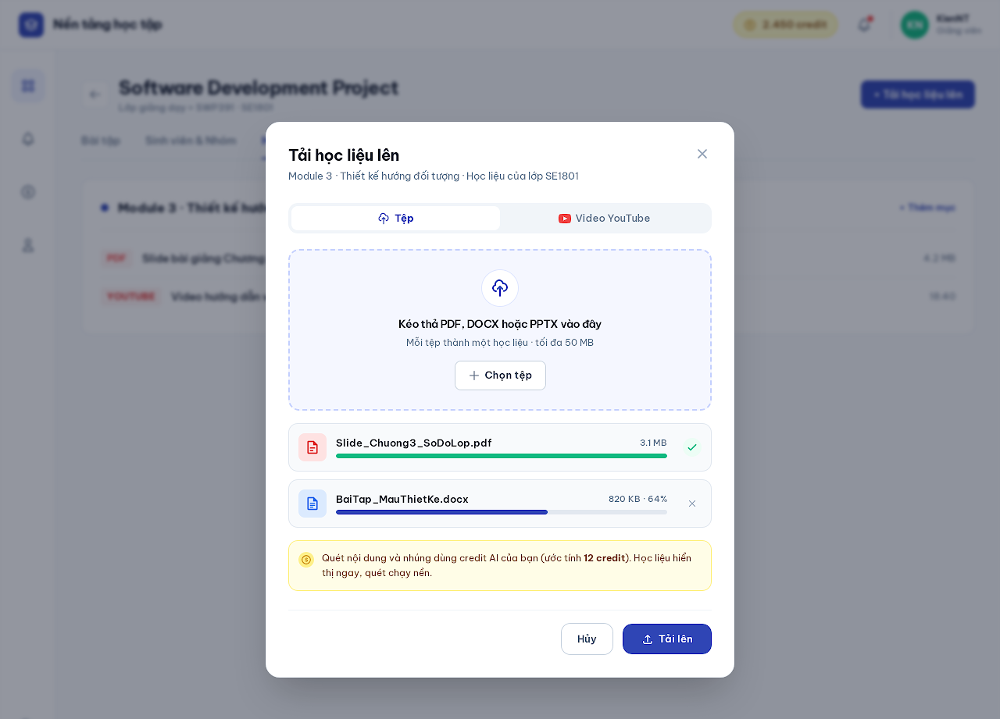 Nền tảng học tập
2.450 credit
KN
KienNT
Giảng viên
Software Development Project
Lớp giảng dạy • SWP391 · SE1801
+ Tải học liệu lên
Bài tập
Sinh viên & Nhóm
Tải học liệu lên
Module 3 · Thiết kế hướng đối tượng · Học liệu của lớp SE1801
Module 3 · Thiết kế
+ Thêm mục
Tệp
Video YouTube
PDF
Slide bài giảng Chương
4.2 MB
YOUTUBE
Video hướng dẫn
18:40
Kéo thả PDF, DOCX hoặc PPTX vào đây
Mỗi tệp thành một học liệu · tối đa 50 MB
Chọn tệp
Slide_Chuong3_SoDoLop.pdf
3.1 MB
BaiTap_MauThietKe.docx
820 KB · 64%
Quét nội dung và nhúng dùng credit AI của bạn (ước tính 12 credit). Học liệu hiển
thị ngay, quét chạy nền.
Hủy
Tải lên